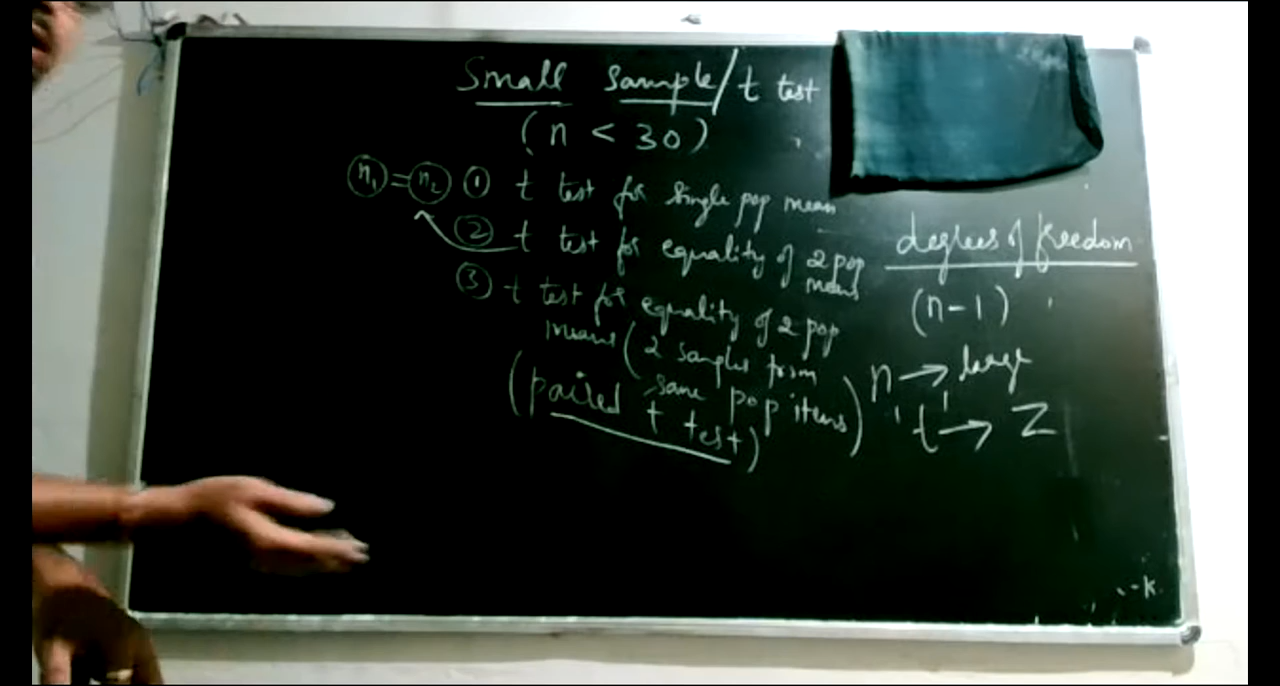 Small Sample/t test
(n < 30)
n₁ = n₂ ① t test for single pop mean
② t test for equality of 2 pop means
③ t test for equality of 2 pop
means (2 samples from
same pop items)
(paired t test)
degrees of freedom
(n-1)
n → large
't' → Z
-k